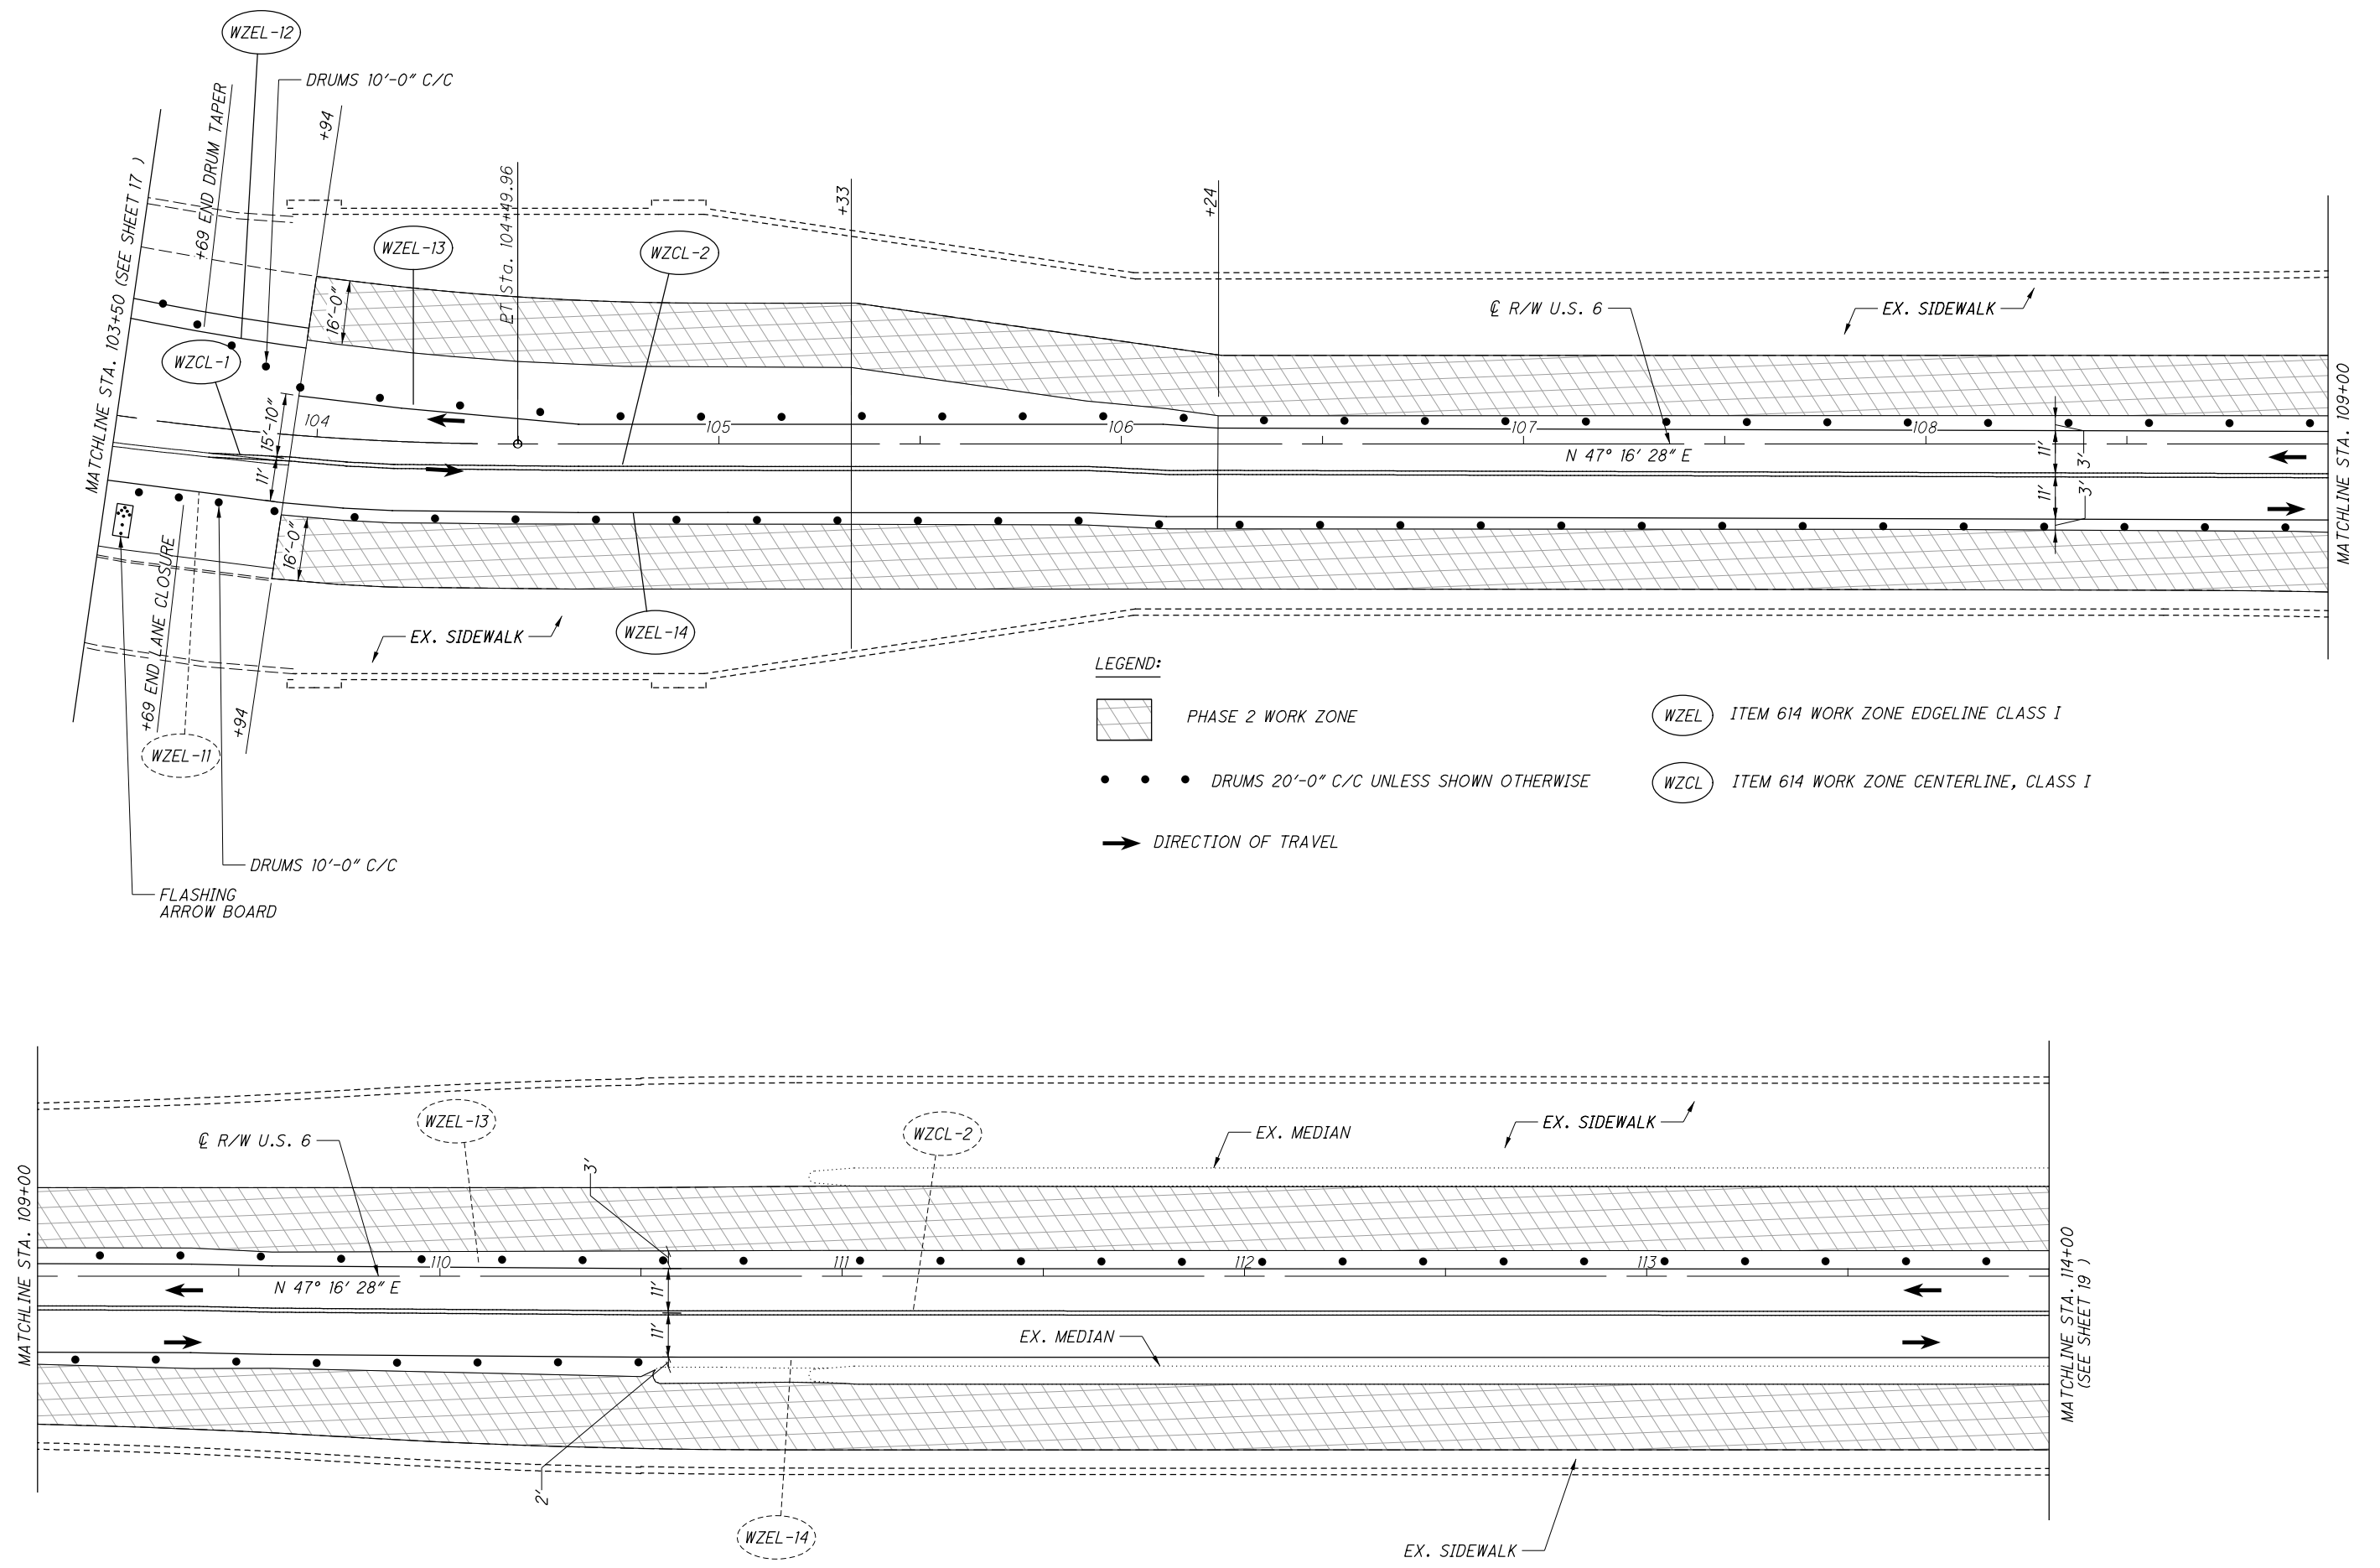 WZEL-12
DRUMS 10'-0" C/C
+69 END DRUM TAPER
+94
MATCHLINE STA. 103+50 (SEE SHEET 17 )
WZEL-13
PT Sta. 104+49.96
WZCL-2
+33
+24
16'-0"
℄ R/W U.S. 6
EX. SIDEWALK
WZCL-1
15'-10"
104
105
106
107
108
N 47° 16' 28" E
11'
11'
3'
11'
3'
MATCHLINE STA. 109+00
16'-0"
+69 END LANE CLOSURE
EX. SIDEWALK
WZEL-14
+94
WZEL-11
DRUMS 10'-0" C/C
FLASHING
ARROW BOARD
LEGEND:
PHASE 2 WORK ZONE
DRUMS 20'-0" C/C UNLESS SHOWN OTHERWISE
DIRECTION OF TRAVEL
WZEL
ITEM 614 WORK ZONE EDGELINE CLASS I
WZCL
ITEM 614 WORK ZONE CENTERLINE, CLASS I
MATCHLINE STA. 109+00
℄ R/W U.S. 6
WZEL-13
3'
WZCL-2
EX. MEDIAN
EX. SIDEWALK
110
111
112
113
N 47° 16' 28" E
11'
11'
EX. MEDIAN
2'
WZEL-14
EX. SIDEWALK
MATCHLINE STA. 114+00
(SEE SHEET 19 )